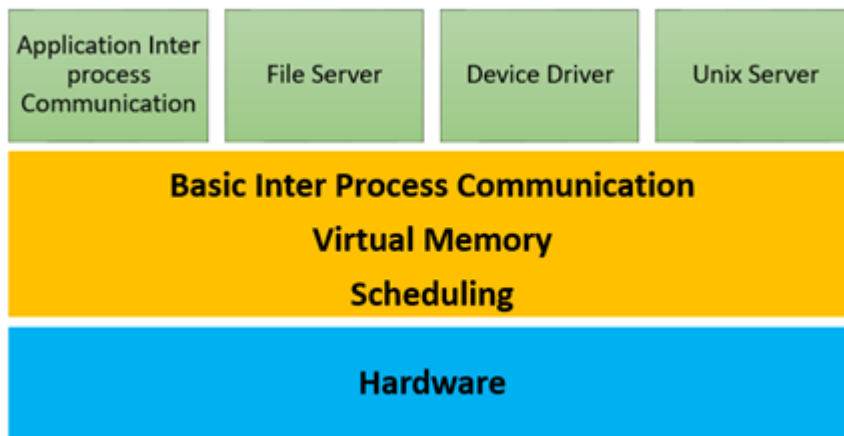 Application Inter
process
Communication
File Server
Device Driver
Unix Server
Basic Inter Process Communication
Virtual Memory
Scheduling
Hardware